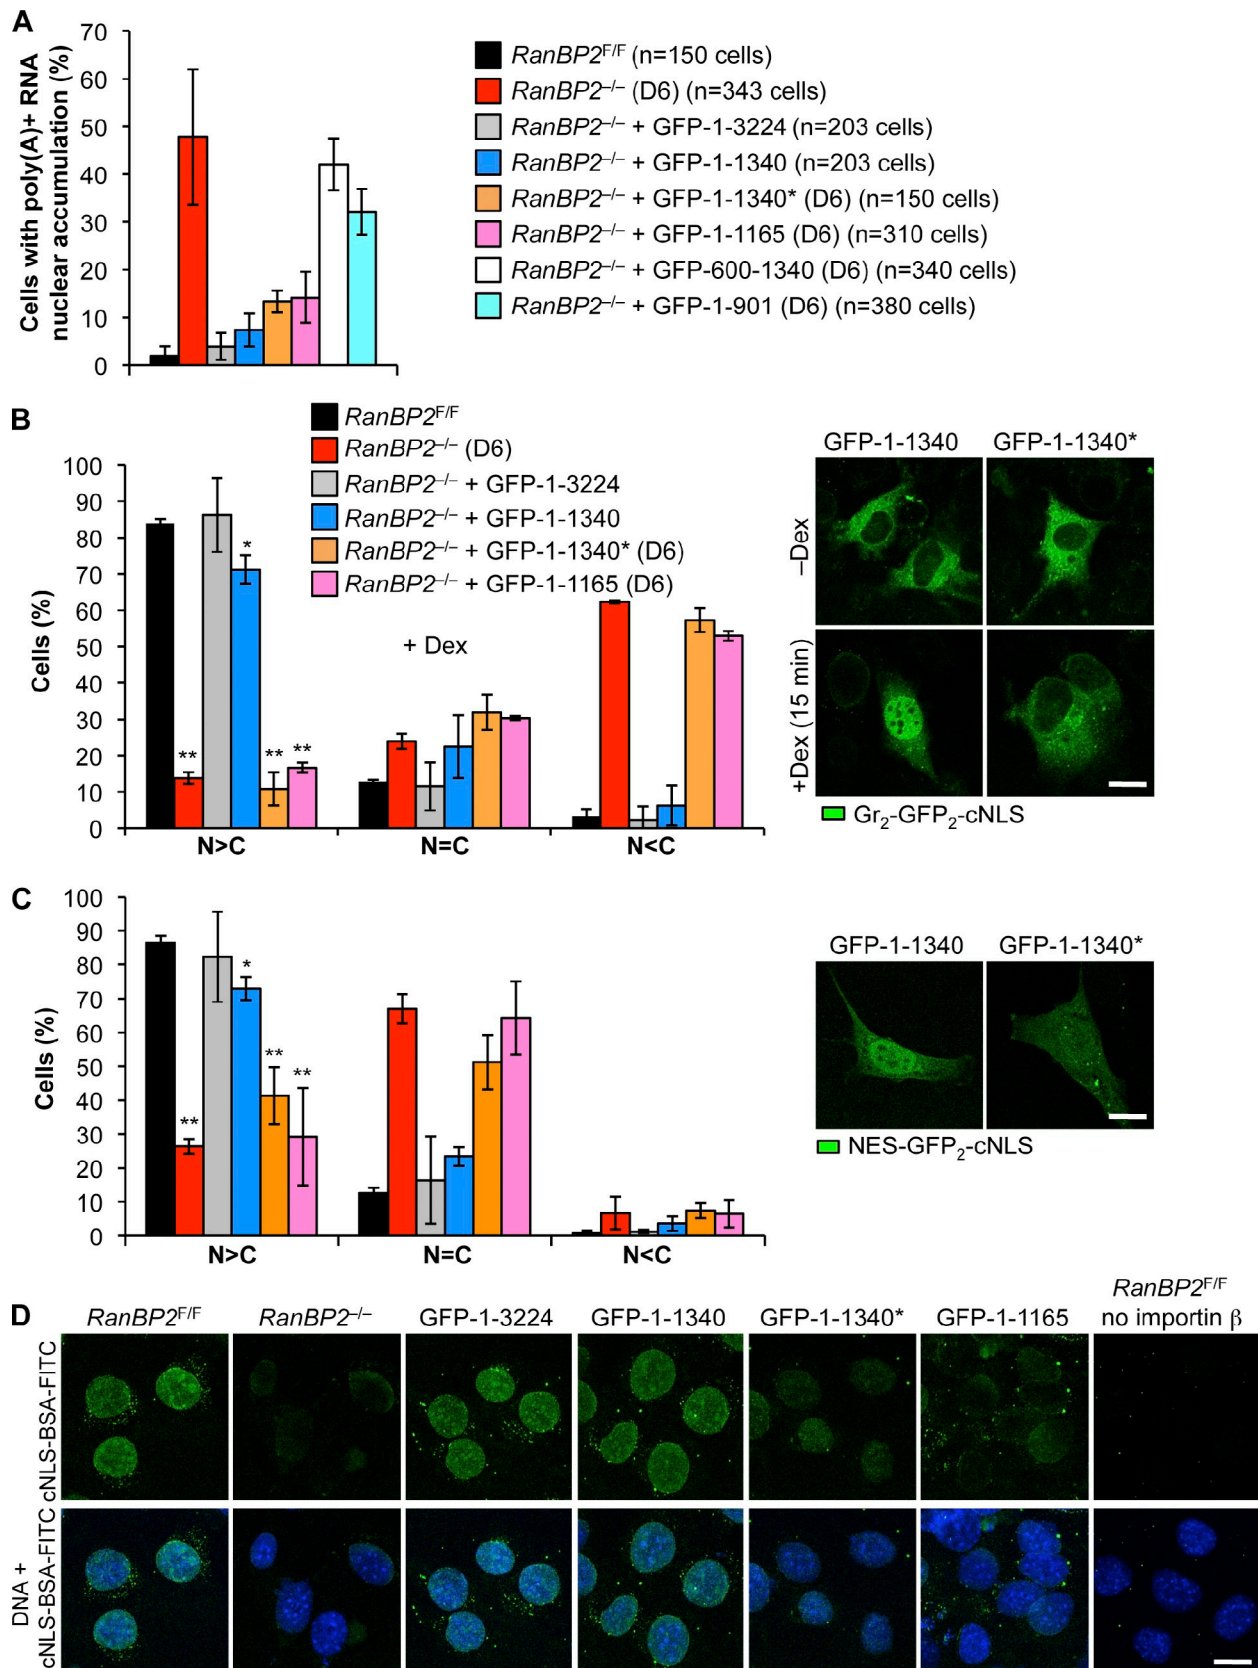 A
Cells with poly(A)+ RNA
nuclear accumulation (%)
70
60
50
40
30
20
10
0
RanBP2F/F (n=150 cells)
RanBP2–/– (D6) (n=343 cells)
RanBP2–/– + GFP-1-3224 (n=203 cells)
RanBP2–/– + GFP-1-1340 (n=203 cells)
RanBP2–/– + GFP-1-1340* (D6) (n=150 cells)
RanBP2–/– + GFP-1-1165 (D6) (n=310 cells)
RanBP2–/– + GFP-600-1340 (D6) (n=340 cells)
RanBP2–/– + GFP-1-901 (D6) (n=380 cells)
B
RanBP2F/F
RanBP2–/– (D6)
RanBP2–/– + GFP-1-3224
RanBP2–/– + GFP-1-1340
RanBP2–/– + GFP-1-1340* (D6)
RanBP2–/– + GFP-1-1165 (D6)
Cells (%)
100
90
80
70
60
50
40
30
20
10
0
**
*
**
**
+ Dex
N>C
N=C
N<C
GFP-1-1340
GFP-1-1340*
–Dex
+Dex (15 min)
Gr2-GFP2-cNLS
C
Cells (%)
100
90
80
70
60
50
40
30
20
10
0
**
*
**
**
N>C
N=C
N<C
GFP-1-1340
GFP-1-1340*
NES-GFP2-cNLS
D
RanBP2F/F
RanBP2–/–
GFP-1-3224
GFP-1-1340
GFP-1-1340*
GFP-1-1165
RanBP2F/F
no importin β
cNLS-BSA-FITC
DNA +
cNLS-BSA-FITC